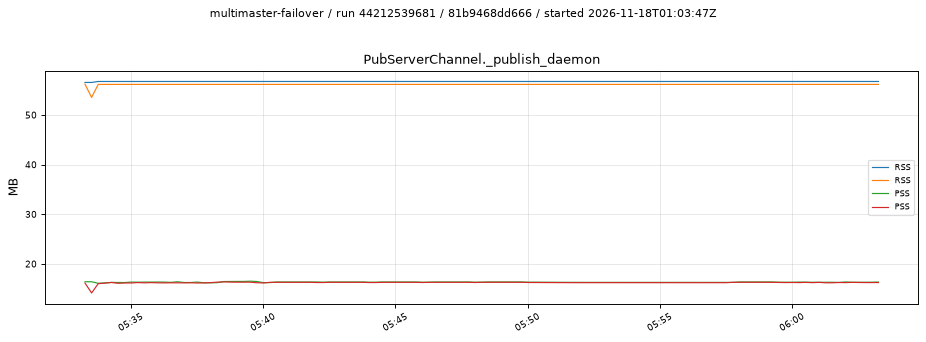 multimaster-failover / run 44212539681 / 81b9468dd666 / started 2026-11-18T01:03:47Z
PubServerChannel._publish_daemon
MB
50
40
30
20
RSS
RSS
PSS
PSS
05:35
05:40
05:45
05:50
05:55
06:00